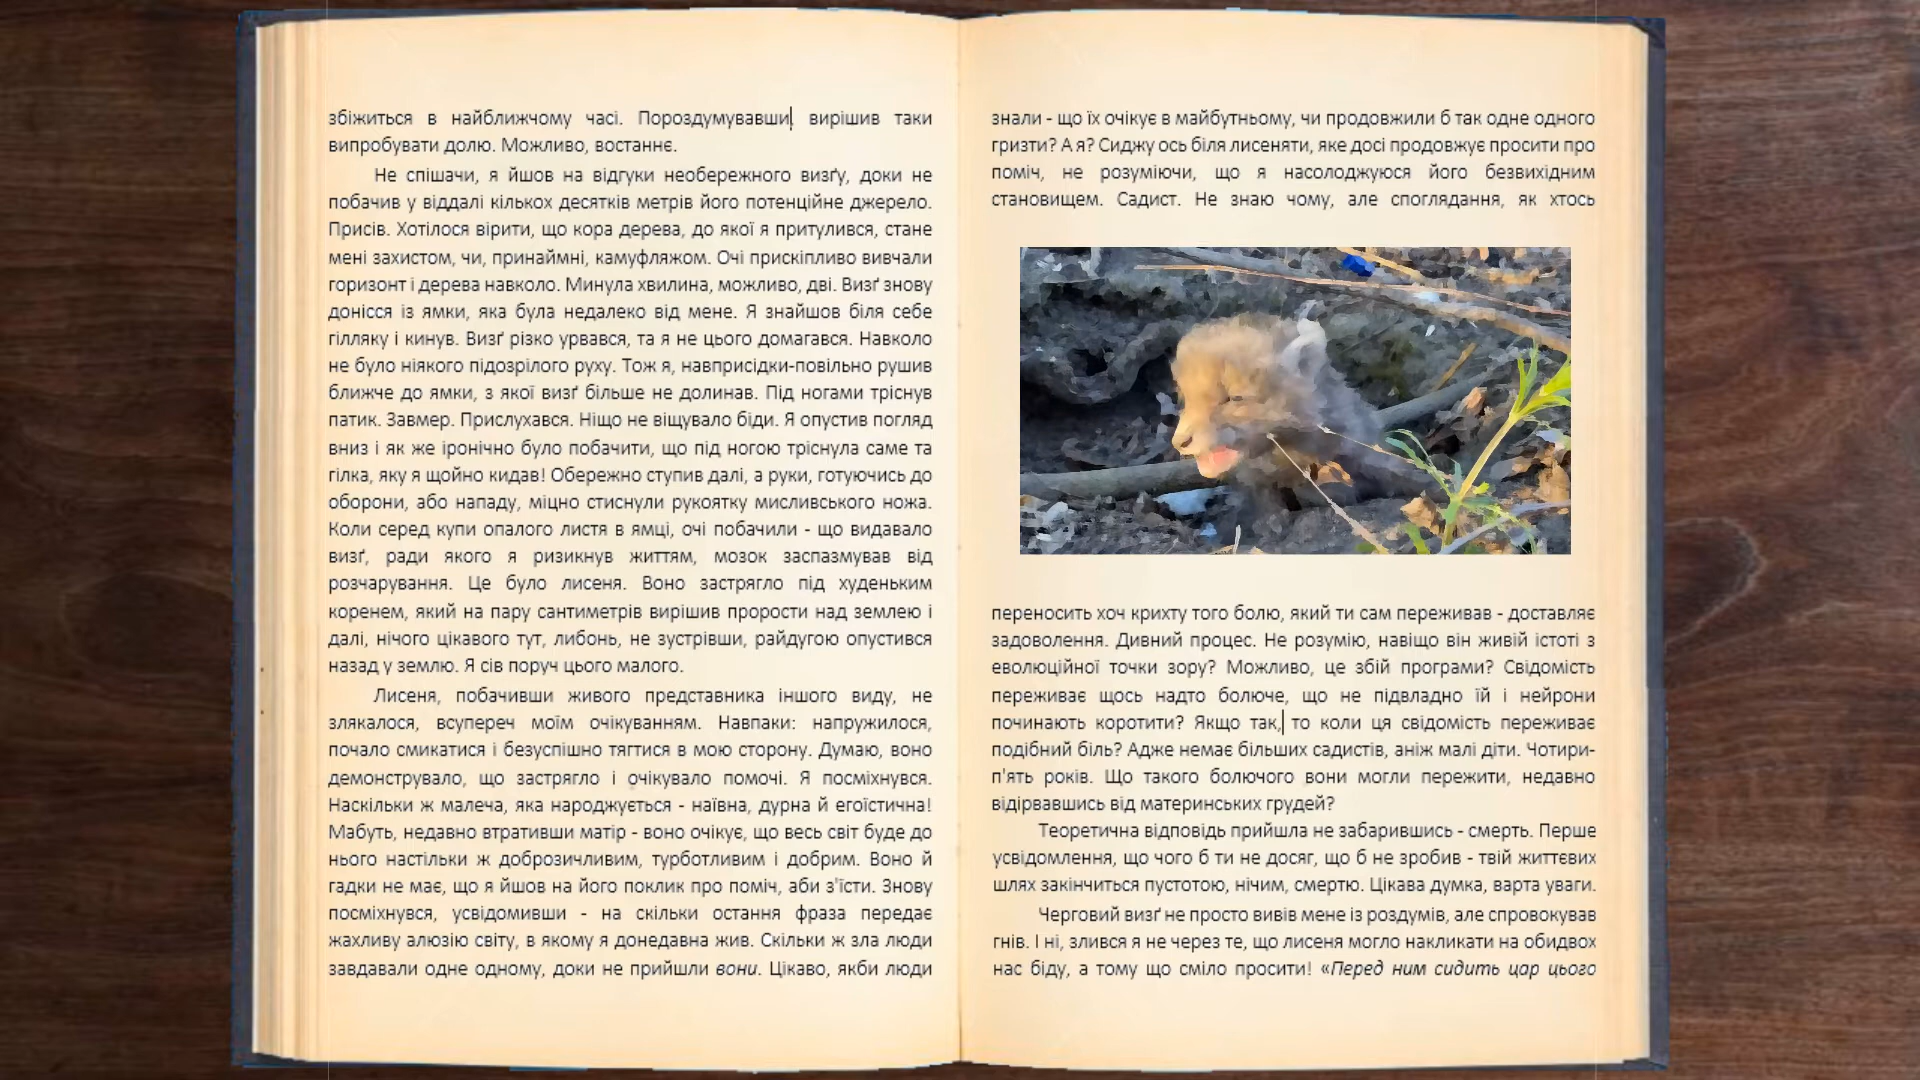 збіжиться в найближчому часі. Пороздумувавши, вирішив таки
випробувати долю. Можливо, востаннє.
Не спішачи, я йшов на відгуки необережного визґу, доки не
побачив у віддалі кількох десятків метрів його потенційне джерело.
Присів. Хотілося вірити, що кора дерева, до якої я притулився, стане
мені захистом, чи, принаймні, камуфляжом. Очі прискіпливо вивчали
горизонт і дерева навколо. Минула хвилина, можливо, дві. Визґ знову
донісся із ямки, яка була недалеко від мене. Я знайшов біля себе
гілляку і кинув. Визґ різко урвався, та я не цього домагався. Навколо
не було ніякого підозрілого руху. Тож я, навприсідки-повільно рушив
ближче до ямки, з якої визґ більше не долинав. Під ногами тріснув
патик. Завмер. Прислухався. Ніщо не віщувало біди. Я опустив погляд
вниз і як же іронічно було побачити, що під ногою тріснула саме та
гілка, яку я щойно кидав! Обережно ступив далі, а руки, готуючись до
оборони, або нападу, міцно стиснули рукоятку мисливського ножа.
Коли серед купи опалого листя в ямці, очі побачили - що видавало
визґ, ради якого я ризикнув життям, мозок заспазмував від
розчарування. Це було лисеня. Воно застрягло під худеньким
коренем, який на пару сантиметрів вирішив прорости над землею і
далі, нічого цікавого тут, либонь, не зустрівши, райдугою опустився
назад у землю. Я сів поруч цього малого.
Лисеня, побачивши живого представника іншого виду, не
злякалося, всупереч моїм очікуванням. Навпаки: напружилося,
почало смикатися і безуспішно тягтися в мою сторону. Думаю, воно
демонструвало, що застрягло і очікувало помочі. Я посміхнувся.
Наскільки ж малеча, яка народжується - наївна, дурна й егоїстична!
Мабуть, недавно втративши матір - воно очікує, що весь світ буде до
нього настільки ж доброзичливим, турботливим і добрим. Воно й
гадки не має, що я йшов на його поклик про поміч, аби з'їсти. Знову
посміхнувся, усвідомивши - на скільки остання фраза передає
жахливу алюзію світу, в якому я донедавна жив. Скільки ж зла люди
завдавали одне одному, доки не прийшли вони. Цікаво, якби люди
знали - що їх очікує в майбутньому, чи продовжили б так одне одного
гризти? А я? Сиджу ось біля лисеняти, яке досі продовжує просити про
поміч, не розуміючи, що я насолоджуюся його безвихідним
становищем. Садист. Не знаю чому, але споглядання, як хтось
переносить хоч крихту того болю, який ти сам переживав - доставляє
задоволення. Дивний процес. Не розумію, навіщо він живій істоті з
еволюційної точки зору? Можливо, це збій програми? Свідомість
переживає щось надто болюче, що не підвладно їй і нейрони
починають коротити? Якщо так, то коли ця свідомість переживає
подібний біль? Адже немає більших садистів, аніж малі діти. Чотири-
п'ять років. Що такого болючого вони могли пережити, недавно
відірвавшись від материнських грудей?
Теоретична відповідь прийшла не забарившись - смерть. Перше
усвідомлення, що чого б ти не досяг, що б не зробив - твій життєвих
шлях закінчиться пустотою, нічим, смертю. Цікава думка, варта уваги.
Черговий визґ не просто вивів мене із роздумів, але спровокував
гнів. І ні, злився я не через те, що лисеня могло накликати на обидвох
нас біду, а тому що сміло просити! «Перед ним сидить цар цього